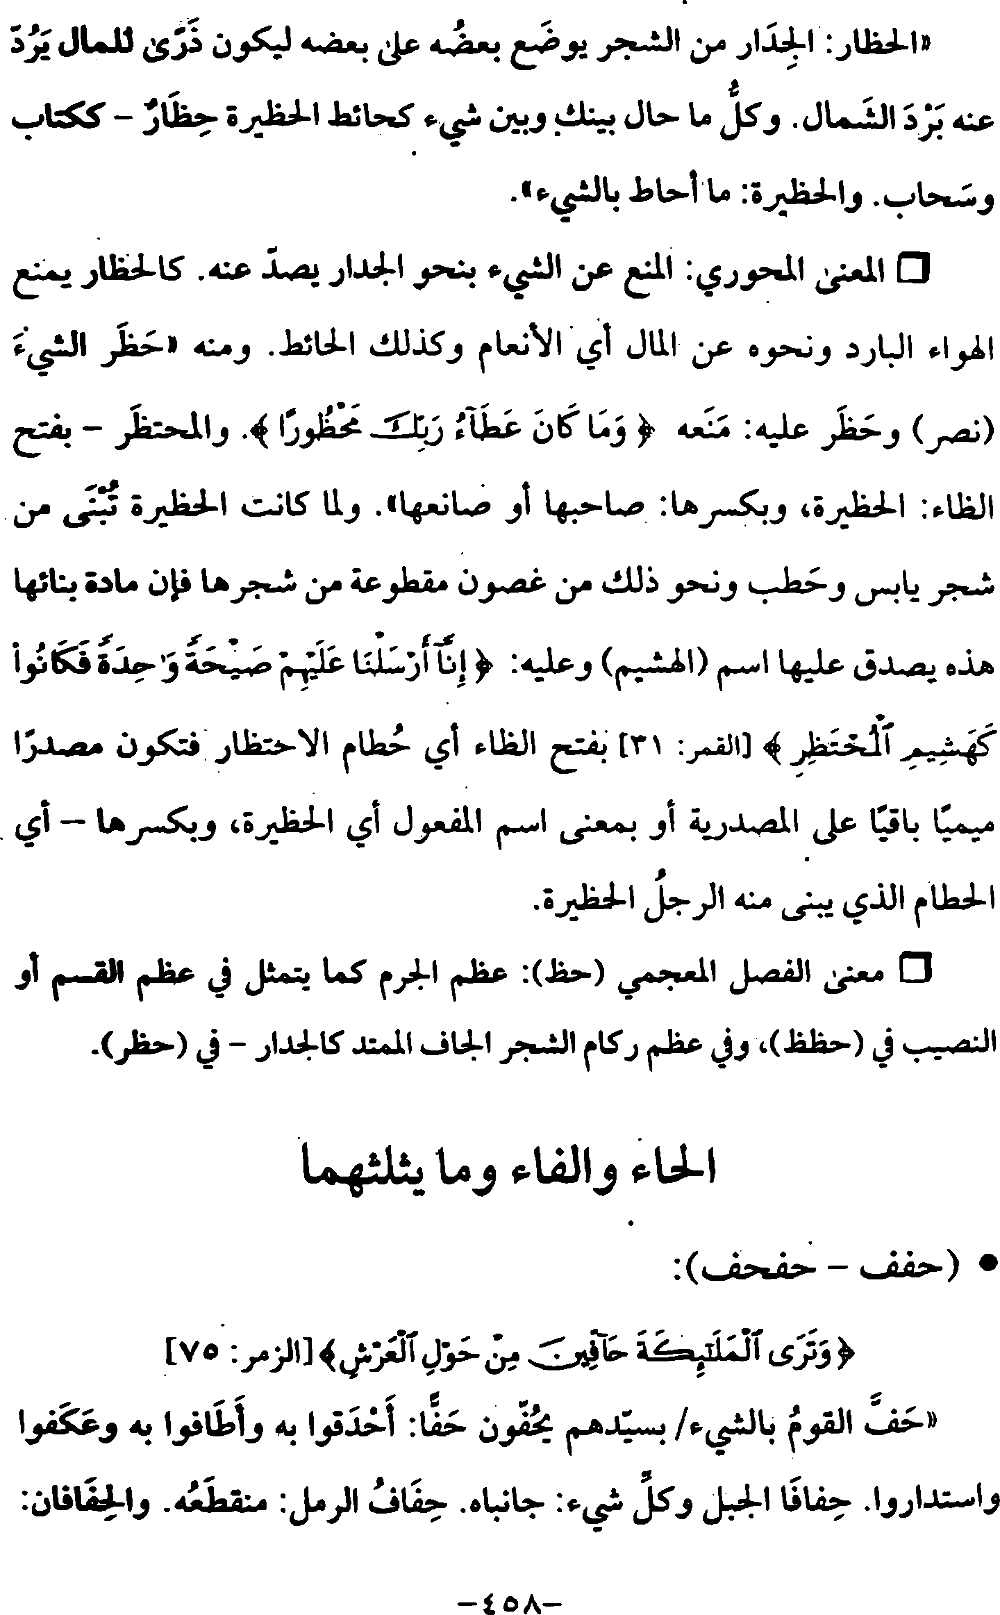 «الحظار: الجِدَار من الشجر يوضَع بعضُه على بعضه ليكون ذَرًى للمال يَرُدّ
عنه بَرْدَ الشَمال. وكلُّ ما حال بينك وبين شيء كحائط الحظيرة حِظَارٌ – ككتاب
وسَحاب. والحظيرة: ما أحاط بالشيء».
□ المعنى المحوري: المنع عن الشيء بنحو الجدار يصدّ عنه. كالحظار يمنع
الهواء البارد ونحوه عن المال أي الأنعام وكذلك الحائط. ومنه «حَظَر الشيءَ
(نصر) وحَظَر عليه: مَنَعه ﴿ وَمَا كَانَ عَطَآءُ رَبِّكَ مَحْظُورًا ﴾. والمحتظَر – بفتح
الظاء: الحظيرة، وبكسرها: صاحبها أو صانعها». ولما كانت الحظيرة تُبْنَى من
شجر يابس وحَطب ونحو ذلك من غصون مقطوعة من شجرها فإن مادة بنائها
هذه يصدق عليها اسم (الهشيم) وعليه: ﴿ إِنَّآ أَرْسَلْنَا عَلَيْهِمْ صَيْحَةً وَٰحِدَةً فَكَانُوا۟
كَهَشِيمِ ٱلْمُحْتَظِرِ ﴾ [القمر: ٣١] بفتح الظاء أي حُطام الاحتظار فتكون مصدرًا
ميميًا باقيًا على المصدرية أو بمعنى اسم المفعول أي الحظيرة، وبكسرها – أي
الحطام الذي يبنى منه الرجلُ الحظيرة.
□ معنى الفصل المعجمي (حظ): عظم الجرم كما يتمثل في عظم القسم أو
النصيب في (حظظ)، وفي عظم ركام الشجر الجاف الممتد كالجدار – في (حظر).
الحاء والفاء وما يثلثهما
• (حفف – حفحف):
﴿ وَتَرَى ٱلْمَلَٰٓئِكَةَ حَآفِّينَ مِنْ حَوْلِ ٱلْعَرْشِ﴾ [الزمر: ٧٥]
«حَفَّ القومُ بالشيء/ بسيّدهم يحُفّون حَفًّا: أَحْدَقوا به وأَطَافوا به وعَكَفوا
واستداروا. حِفافَا الجبل وكلِّ شيء: جانباه. حِفَافُ الرمل: منقطَعُه. والحِفَافان:
–٤٥٨–